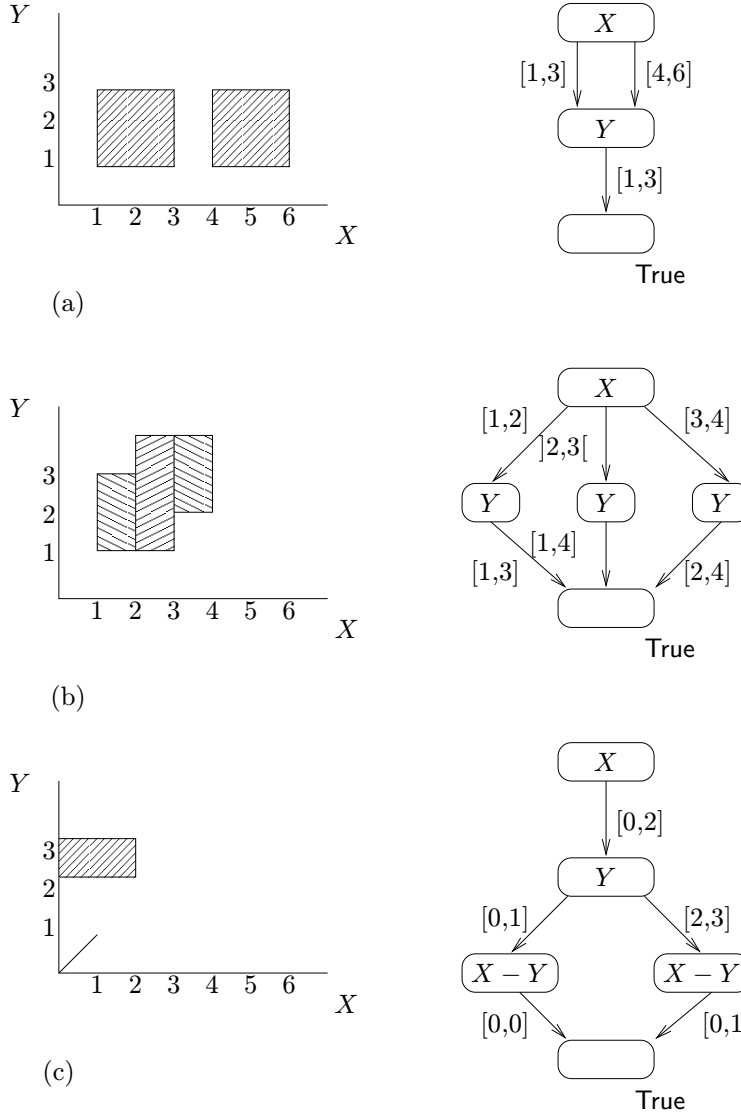 Y
3
2
1
1 2 3 4 5 6
X
X
[1,3] [4,6]
Y
[1,3]
True
(a)
Y
3
2
1
1 2 3 4 5 6
X
X
[1,2] ]2,3[ [3,4]
Y Y Y
[1,3] [1,4] [2,4]
True
(b)
Y
3
2
1
1 2 3 4 5 6
X
X
[0,2]
Y
[0,1] [2,3]
X − Y X − Y
[0,0] [0,1
True
(c)